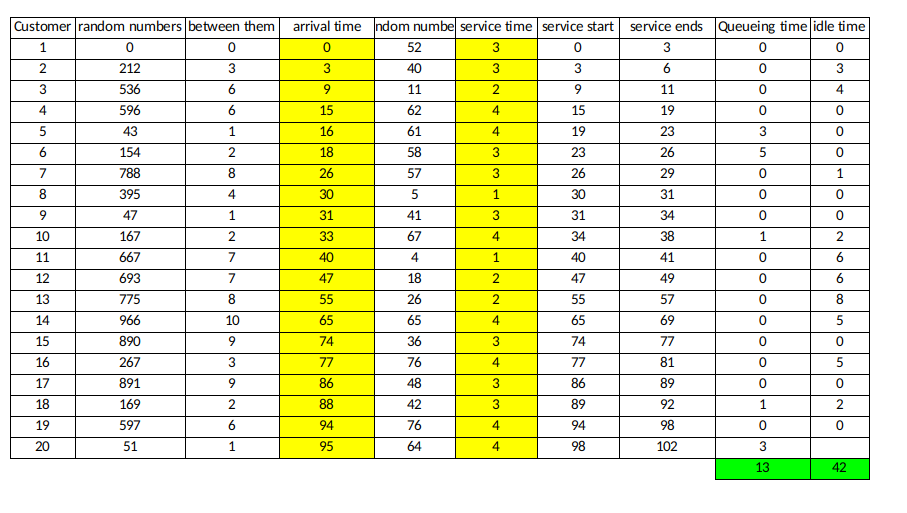 Customer random numbers between them arrival time ndom numbe service time service start service ends Queueing time idle time
1 0 0 0 52 3 0 3 0 0
2 212 3 3 40 3 3 6 0 3
3 536 6 9 11 2 9 11 0 4
4 596 6 15 62 4 15 19 0 0
5 43 1 16 61 4 19 23 3 0
6 154 2 18 58 3 23 26 5 0
7 788 8 26 57 3 26 29 0 1
8 395 4 30 5 1 30 31 0 0
9 47 1 31 41 3 31 34 0 0
10 167 2 33 67 4 34 38 1 2
11 667 7 40 4 1 40 41 0 6
12 693 7 47 18 2 47 49 0 6
13 775 8 55 26 2 55 57 0 8
14 966 10 65 65 4 65 69 0 5
15 890 9 74 36 3 74 77 0 0
16 267 3 77 76 4 77 81 0 5
17 891 9 86 48 3 86 89 0 0
18 169 2 88 42 3 89 92 1 2
19 597 6 94 76 4 94 98 0 0
20 51 1 95 64 4 98 102 3
13 42